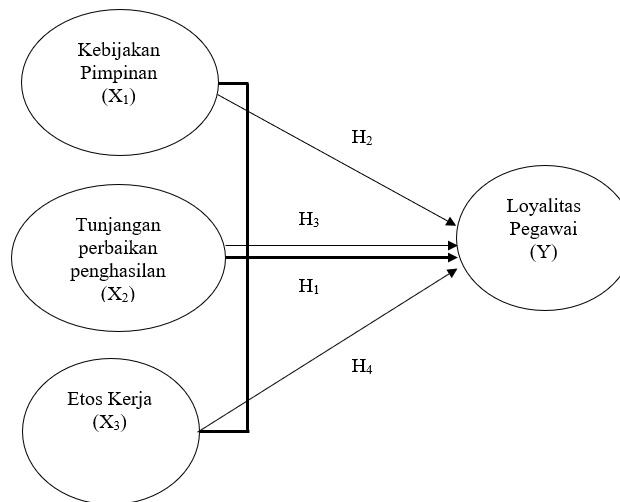 Kebijakan
Pimpinan
(X₁)
H₂
Tunjangan
perbaikan
penghasilan
(X₂)
H₃
H₁
Loyalitas
Pegawai
(Y)
Etos Kerja
(X₃)
H₄